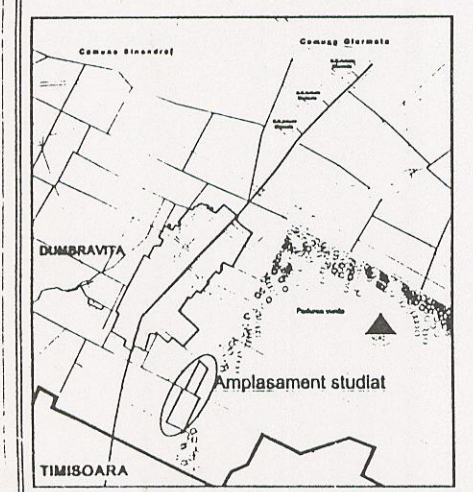 Comuna Sinandrei
Comuna Giarmata
DUMBRAVITA
Padurea verde
Amplasament studiat
TIMISOARA